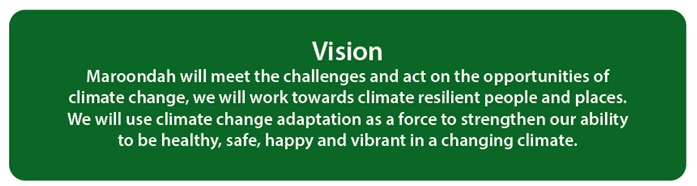 Vision
Maroondah will meet the challenges and act on the opportunities of
climate change, we will work towards climate resilient people and places.
We will use climate change adaptation as a force to strengthen our ability
to be healthy, safe, happy and vibrant in a changing climate.